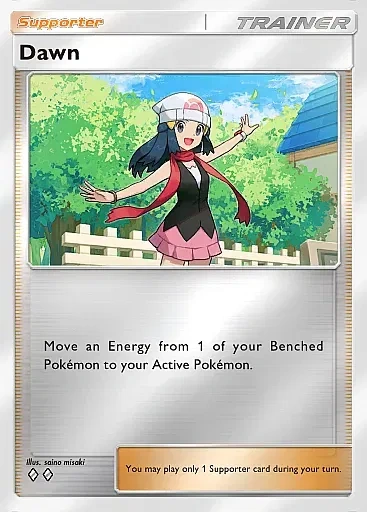 Supporter
TRAINER
Dawn
Move an Energy from 1 of your Benched
Pokémon to your Active Pokémon.
Illus. saino misaki
You may play only 1 Supporter card during your turn.